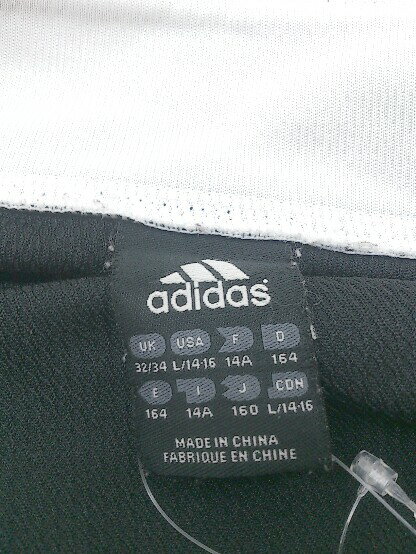 adidas
UK USA F D
32/34 L/14-16 14A 164
E I J CDN
164 14A 160 L/14-16
MADE IN CHINA
FABRIQUE EN CHINE